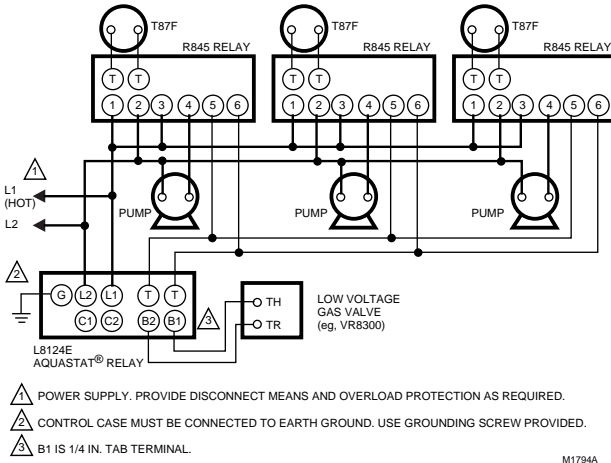 T87F T87F T87F
R845 RELAY R845 RELAY R845 RELAY
T T T T T T
1 2 3 4 5 6 1 2 3 4 5 6 1 2 3 4 5 6
1
L1
(HOT)
L2
PUMP PUMP PUMP
2
G L2 L1 T T
C1 C2 B2 B1
3
TH
TR
LOW VOLTAGE
GAS VALVE
(eg, VR8300)
L8124E
AQUASTAT® RELAY
1 POWER SUPPLY. PROVIDE DISCONNECT MEANS AND OVERLOAD PROTECTION AS REQUIRED.
2 CONTROL CASE MUST BE CONNECTED TO EARTH GROUND. USE GROUNDING SCREW PROVIDED.
3 B1 IS 1/4 IN. TAB TERMINAL.
M1794A